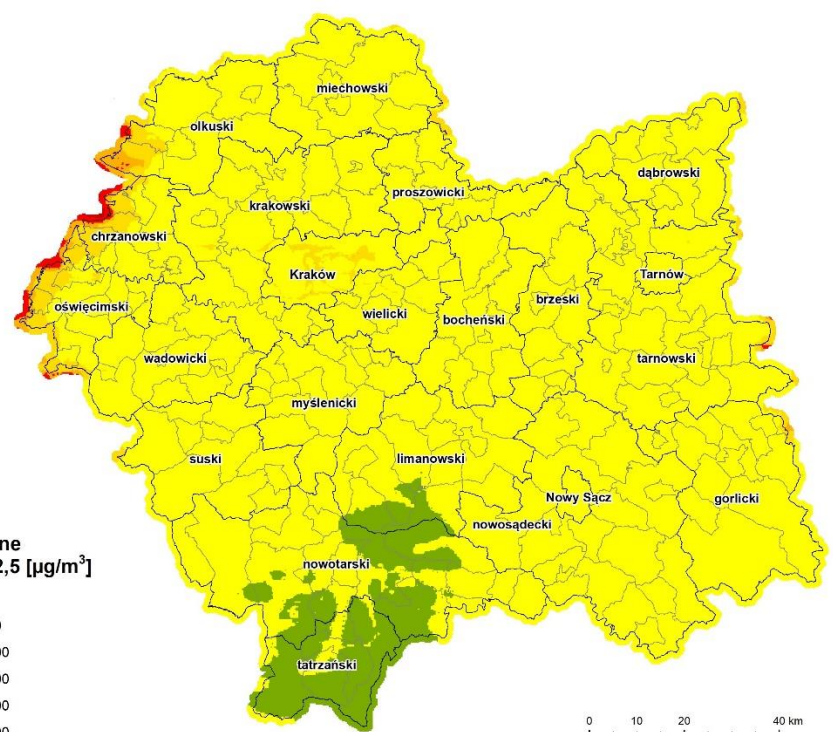 miechowski
olkuski
dąbrowski
proszowicki
krakowski
chrzanowski
Kraków
Tarnów
oświęcimski
wielicki
bocheński
brzeski
wadowicki
tarnowski
myślenicki
suski
limanowski
Nowy Sącz
gorlicki
nowosądecki
ne
2,5 [µg/m³]
nowotarski
tatrzański
0 10 20 40 km